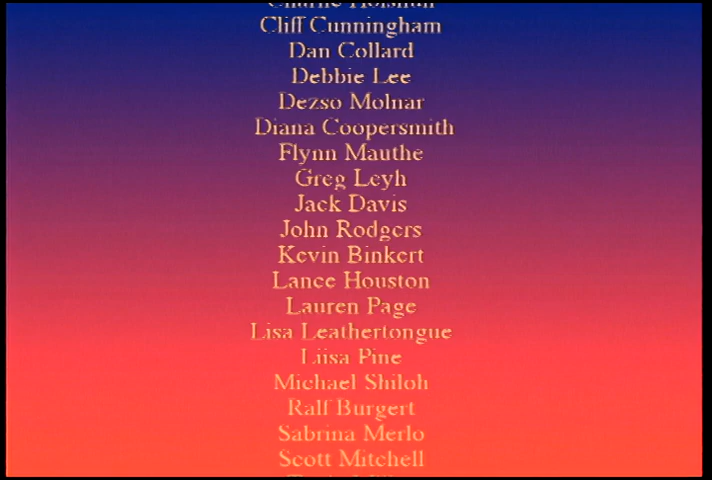 Cliff Cunningham
Dan Collard
Debbie Lee
Dezso Molnar
Diana Coopersmith
Flynn Mauthe
Greg Leyh
Jack Davis
John Rodgers
Kevin Binkert
Lance Houston
Lauren Page
Lisa Leathertongue
Liisa Pine
Michael Shiloh
Ralf Burgert
Sabrina Merlo
Scott Mitchell